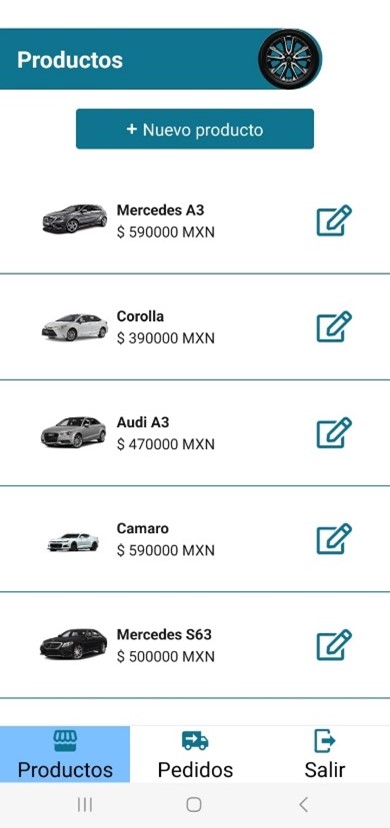 Productos
+ Nuevo producto
Mercedes A3
$ 590000 MXN
Corolla
$ 390000 MXN
Audi A3
$ 470000 MXN
Camaro
$ 590000 MXN
Mercedes S63
$ 500000 MXN
Productos
Pedidos
Salir